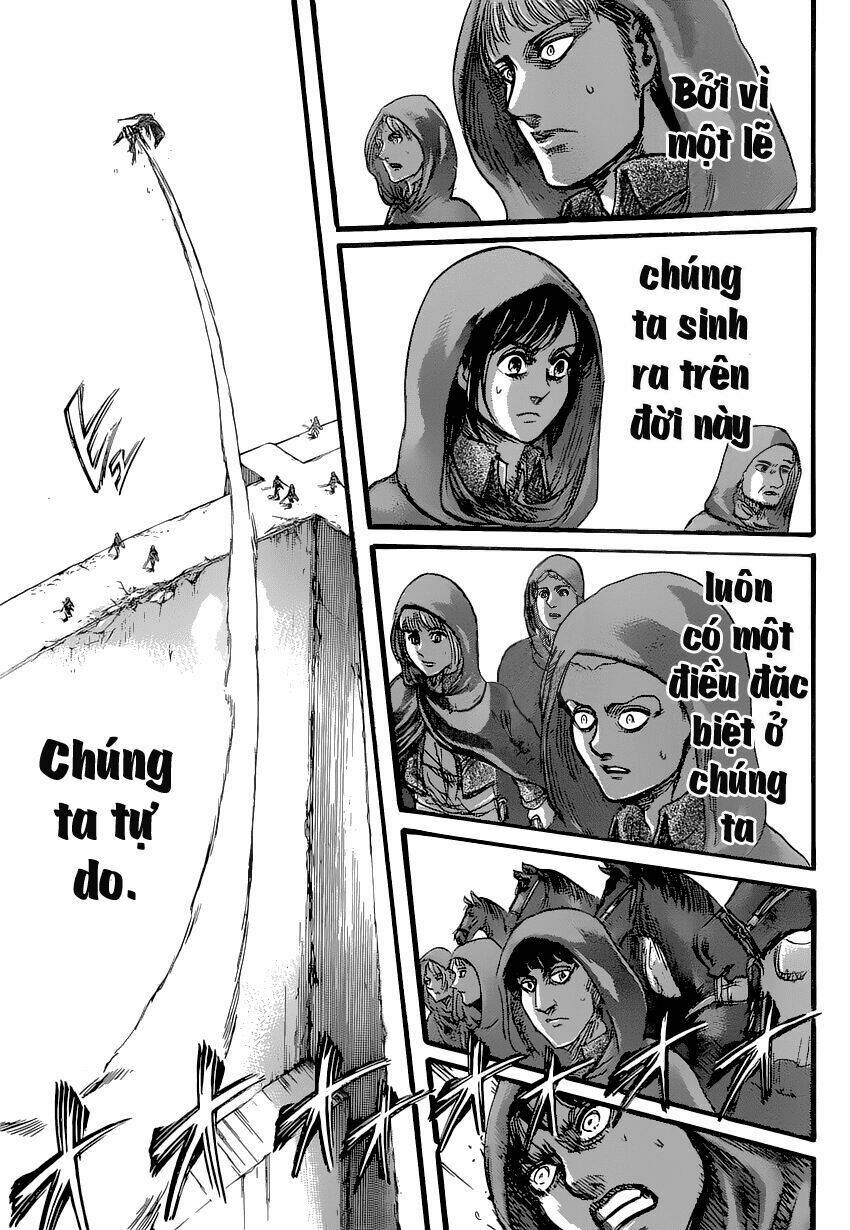 Bởi vì
một lẽ
chúng
ta sinh
ra trên
đời này
luôn
có một
điều đặc
biệt ở
chúng
ta
Chúng
ta tự
do.